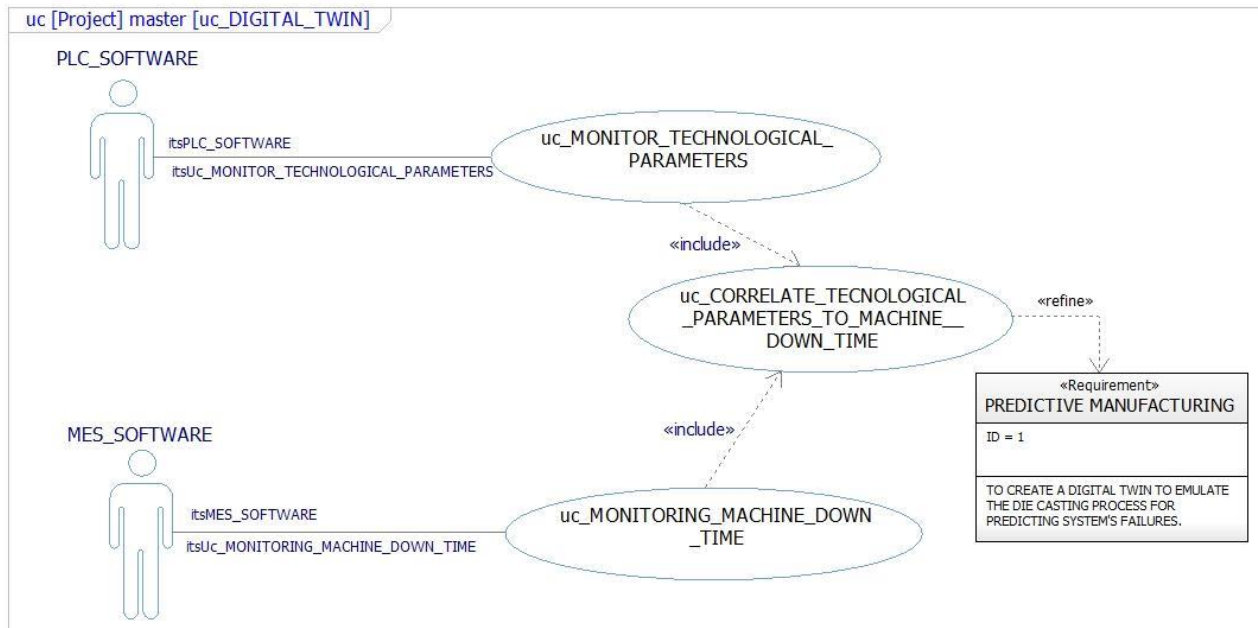 uc [Project] master [uc_DIGITAL_TWIN]
PLC_SOFTWARE
itsPLC_SOFTWARE
itsUc_MONITOR_TECHNOLOGICAL_PARAMETERS
uc_MONITOR_TECHNOLOGICAL_
PARAMETERS
«include»
uc_CORRELATE_TECNOLOGICAL
_PARAMETERS_TO_MACHINE__
DOWN_TIME
«refine»
«Requirement»
PREDICTIVE MANUFACTURING
ID = 1
TO CREATE A DIGITAL TWIN TO EMULATE
THE DIE CASTING PROCESS FOR
PREDICTING SYSTEM'S FAILURES.
«include»
MES_SOFTWARE
itsMES_SOFTWARE
itsUc_MONITORING_MACHINE_DOWN_TIME
uc_MONITORING_MACHINE_DOWN
_TIME